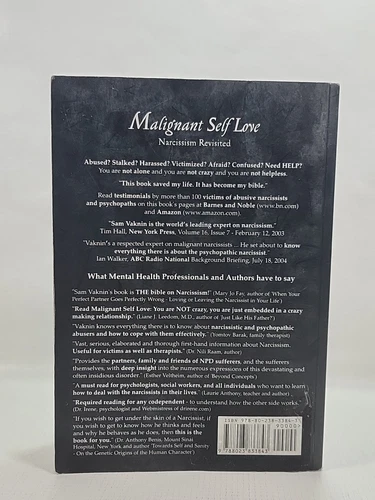 Malignant Self Love
Narcissism Revisited
Abused? Stalked? Harassed? Victimized? Afraid? Confused? Need HELP?
You are not alone and you are not crazy and you are not helpless.
"This book saved my life. It has become my bible."
Read testimonials by more than 100 victims of abusive narcissists
and psychopaths on this book's pages at Barnes and Noble (www.bn.com)
and Amazon (www.amazon.com).
"Sam Vaknin is the world's leading expert on narcissism."
Tim Hall, New York Press, Volume 16, Issue 7 - February 12, 2003
"Vaknin's a respected expert on malignant narcissists ... He set about to know
everything there is about the psychopathic narcissist."
Ian Walker, ABC Radio National Background Briefing, July 18, 2004
What Mental Health Professionals and Authors have to say
"Sam Vaknin's book is THE bible on Narcissism!" (Mary Jo Fay, author of 'When Your
Perfect Partner Goes Perfectly Wrong - Loving or Leaving the Narcissist in Your Life')
"Read Malignant Self Love: You are NOT crazy, you are just embedded in a crazy
making relationship." (Liane J. Leedom, M.D., author of 'Just Like His Father?')
"Vaknin knows everything there is to know about narcissistic and psychopathic
abusers and how to cope with them effectively." (Yomtov Barak, family therapist)
"Vast, serious, elaborated and thorough first-hand information about Narcissism.
Useful for victims as well as therapists." (Dr. Nili Raam, author)
"Provides the partners, family and friends of NPD sufferers, and the sufferers
themselves, with deep insight into the numerous expressions of this devastating and
often insidious disorder." (Esther Veltheim, author of Beyond Concepts)
"A must read for psychologists, social workers, and all individuals who want to learn
how to deal with the narcissists in their lives." (Laurie Anthony, teacher and author)
"Required reading for any codependent - to understand how the other side works."
(Dr. Irene, psychologist and Webmistress of drirene.com)
"If you wish to get under the skin of a Narcissist, if
you wish to get to know how he thinks and feels
and why he behaves as he does, then this is the
book for you." (Dr. Anthony Benis, Mount Sinai
Hospital, New York and author 'Towards Self and Sanity
- On the Genetic Origins of the Human Character')
ISBN 978-80-238-3384-3
90000
9 788023 833843